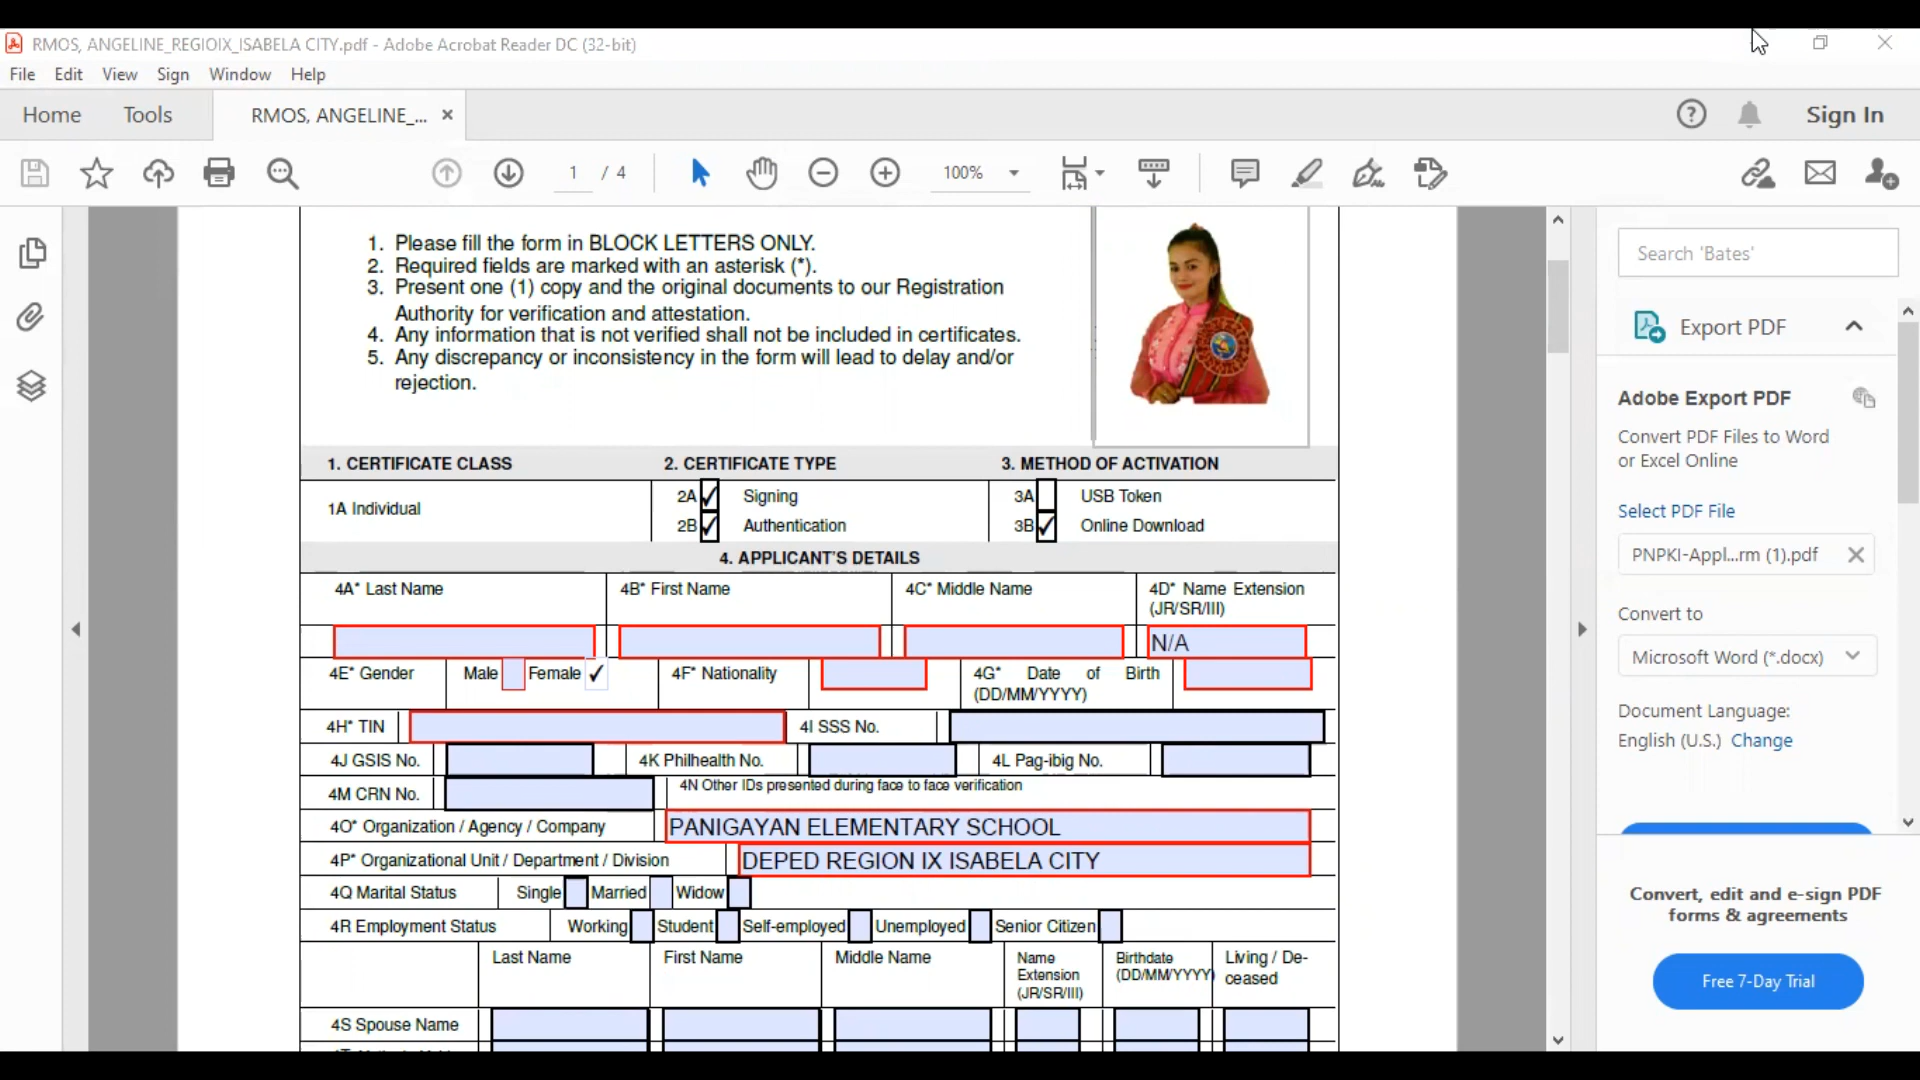 RMOS, ANGELINE_REGIOIX_ISABELA CITY.pdf - Adobe Acrobat Reader DC (32-bit)
File Edit View Sign Window Help
Home Tools RMOS, ANGELINE_... × Sign In
1 / 4 100%
1. Please fill the form in BLOCK LETTERS ONLY.
2. Required fields are marked with an asterisk (*).
3. Present one (1) copy and the original documents to our Registration
Authority for verification and attestation.
4. Any information that is not verified shall not be included in certificates.
5. Any discrepancy or inconsistency in the form will lead to delay and/or
rejection.
1. CERTIFICATE CLASS 2. CERTIFICATE TYPE 3. METHOD OF ACTIVATION
1A Individual
2A ✓ Signing
2B ✓ Authentication
3A USB Token
3B ✓ Online Download
4. APPLICANT'S DETAILS
4A* Last Name 4B* First Name 4C* Middle Name 4D* Name Extension
(JR/SR/III)
N/A
4E* Gender Male Female ✓ 4F* Nationality 4G* Date of Birth
(DD/MM/YYYY)
4H* TIN 4I SSS No.
4J GSIS No. 4K Philhealth No. 4L Pag-ibig No.
4M CRN No. 4N Other IDs presented during face to face verification
4O* Organization / Agency / Company PANIGAYAN ELEMENTARY SCHOOL
4P* Organizational Unit / Department / Division DEPED REGION IX ISABELA CITY
4Q Marital Status Single Married Widow
4R Employment Status Working Student Self-employed Unemployed Senior Citizen
Last Name First Name Middle Name Name
Extension
(JR/SR/III) Birthdate
(DD/MM/YYYY) Living / De-
ceased
4S Spouse Name
Search 'Bates'
Export PDF
Adobe Export PDF
Convert PDF Files to Word
or Excel Online
Select PDF File
PNPKI-Appl...rm (1).pdf
Convert to
Microsoft Word (*.docx)
Document Language:
English (U.S.) Change
Convert, edit and e-sign PDF
forms & agreements
Free 7-Day Trial